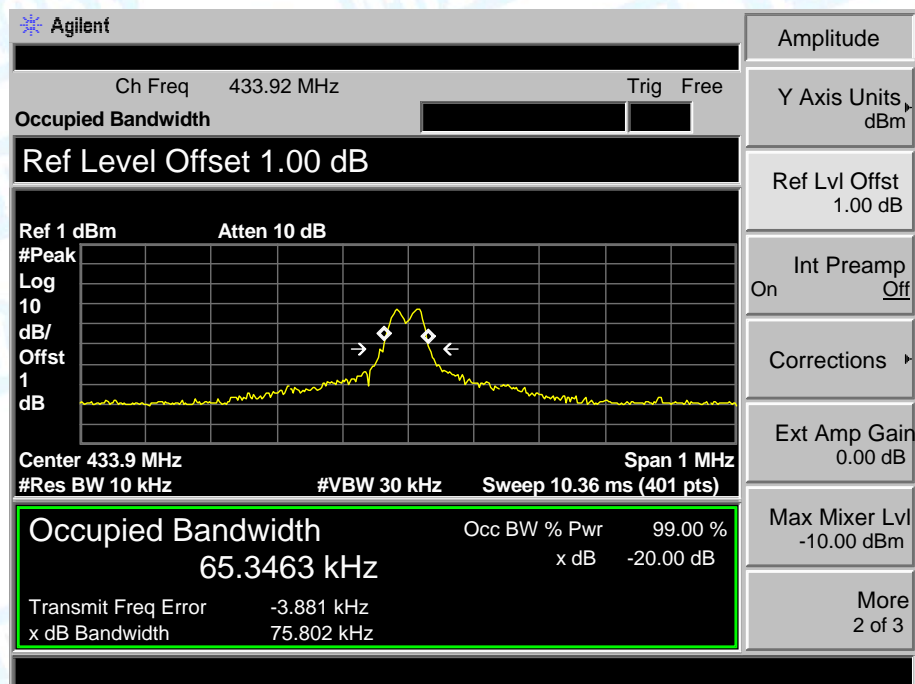 Agilent
Ch Freq 433.92 MHz Trig Free
Occupied Bandwidth
Ref Level Offset 1.00 dB
Ref 1 dBm Atten 10 dB
#Peak
Log
10
dB/
Offst
1
dB
Center 433.9 MHz Span 1 MHz
#Res BW 10 kHz #VBW 30 kHz Sweep 10.36 ms (401 pts)
Occupied Bandwidth
65.3463 kHz
Occ BW % Pwr 99.00 %
x dB -20.00 dB
Transmit Freq Error -3.881 kHz
x dB Bandwidth 75.802 kHz
Amplitude
Y Axis Units
dBm
Ref Lvl Offst
1.00 dB
Int Preamp
On Off
Corrections
Ext Amp Gain
0.00 dB
Max Mixer Lvl
-10.00 dBm
More
2 of 3